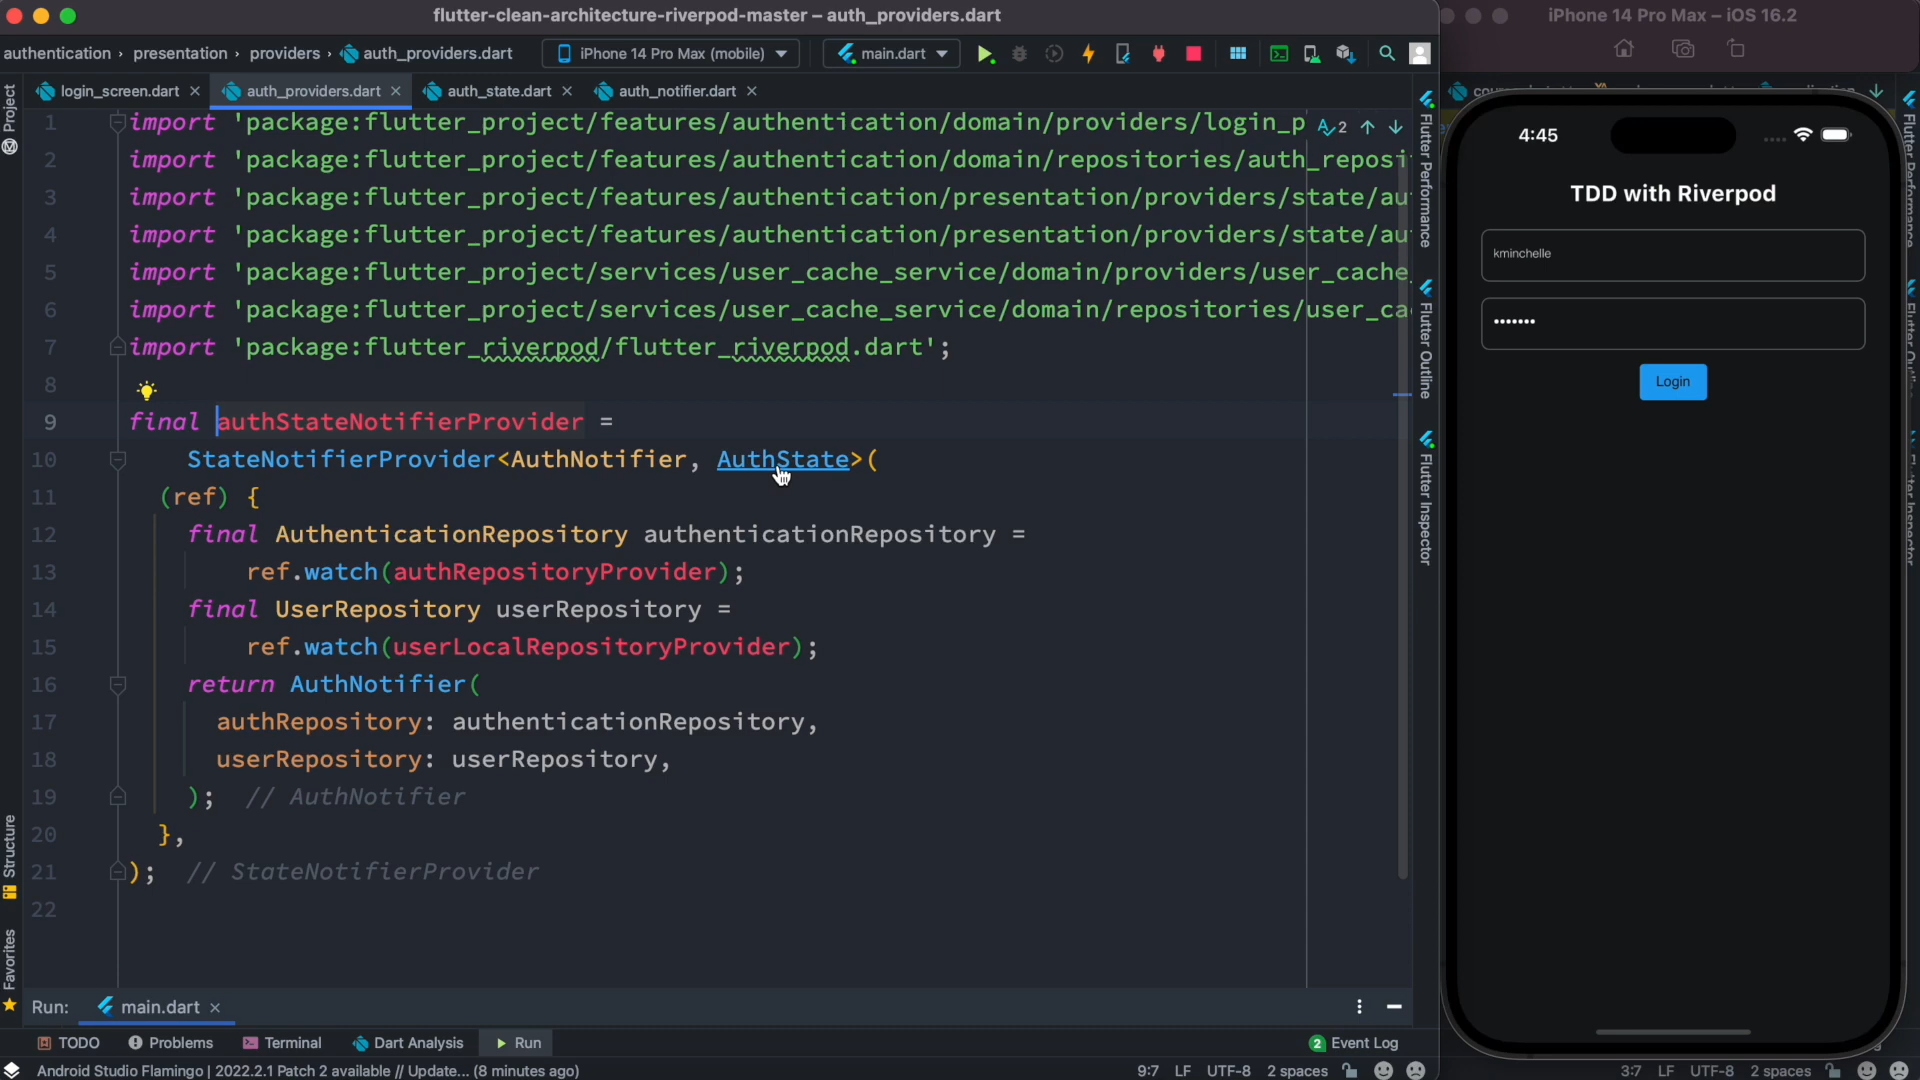 flutter-clean-architecture-riverpod-master – auth_providers.dart
authentication › presentation › providers › auth_providers.dart
iPhone 14 Pro Max (mobile)
main.dart
login_screen.dart
auth_providers.dart
auth_state.dart
auth_notifier.dart
Project
Structure
Favorites
1 import 'package:flutter_project/features/authentication/domain/providers/login_p
2
2 import 'package:flutter_project/features/authentication/domain/repositories/auth_reposi
3 import 'package:flutter_project/features/authentication/presentation/providers/state/au
4 import 'package:flutter_project/features/authentication/presentation/providers/state/au
5 import 'package:flutter_project/services/user_cache_service/domain/providers/user_cache_
6 import 'package:flutter_project/services/user_cache_service/domain/repositories/user_ca
7 import 'package:flutter_riverpod/flutter_riverpod.dart';
8
9 final authStateNotifierProvider =
10 StateNotifierProvider<AuthNotifier, AuthState>(
11 (ref) {
12 final AuthenticationRepository authenticationRepository =
13 ref.watch(authRepositoryProvider);
14 final UserRepository userRepository =
15 ref.watch(userLocalRepositoryProvider);
16 return AuthNotifier(
17 authRepository: authenticationRepository,
18 userRepository: userRepository,
19 ); // AuthNotifier
20 },
21 ); // StateNotifierProvider
22
Flutter Performance
Flutter Outline
Flutter Inspector
Run: main.dart
TODO
Problems
Terminal
Dart Analysis
Run
2 Event Log
Android Studio Flamingo | 2022.2.1 Patch 2 available // Update... (8 minutes ago)
9:7 LF UTF-8 2 spaces
iPhone 14 Pro Max – iOS 16.2
4:45
TDD with Riverpod
kminchelle
•••••••
Login
3:7 LF UTF-8 2 spaces